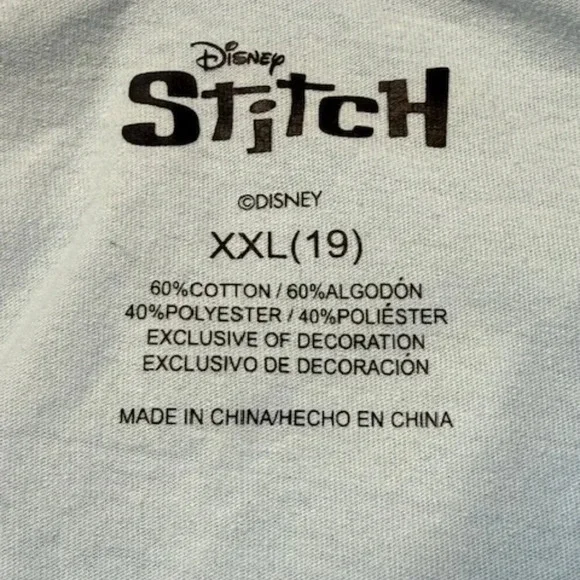 Disney
Stitch
©DISNEY
XXL(19)
60%COTTON / 60%ALGODÓN
40%POLYESTER / 40%POLIÉSTER
EXCLUSIVE OF DECORATION
EXCLUSIVO DE DECORACIÓN
MADE IN CHINA/HECHO EN CHINA